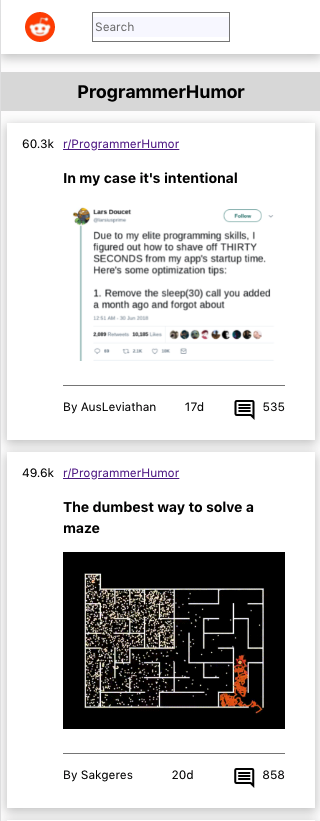 Search
ProgrammerHumor
60.3k r/ProgrammerHumor
In my case it's intentional
Lars Doucet
@larsiusprime
Follow
Due to my elite programming skills, I
figured out how to shave off THIRTY
SECONDS from my app's startup time.
Here's some optimization tips:
1. Remove the sleep(30) call you added
a month ago and forgot about
12:51 AM - 30 Jun 2018
2,089 Retweets 10,185 Likes
By AusLeviathan 17d 535
49.6k r/ProgrammerHumor
The dumbest way to solve a
maze
By Sakgeres 20d 858